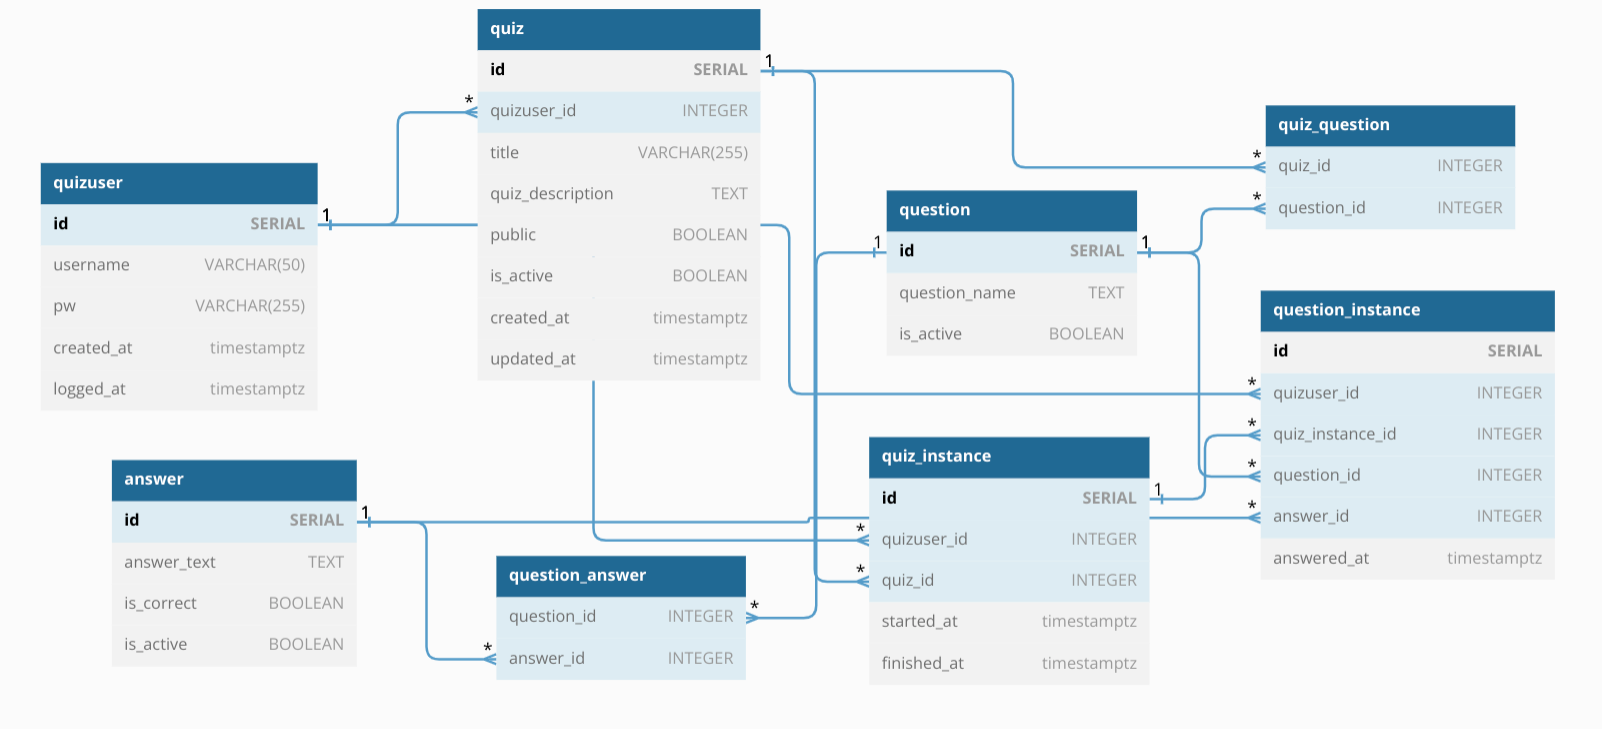 quiz
id SERIAL
quizuser_id INTEGER
title VARCHAR(255)
quiz_description TEXT
public BOOLEAN
is_active BOOLEAN
created_at timestamptz
updated_at timestamptz
1
*
quizuser
id SERIAL
username VARCHAR(50)
pw VARCHAR(255)
created_at timestamptz
logged_at timestamptz
1
quiz_question
quiz_id INTEGER
question_id INTEGER
*
*
question
id SERIAL
question_name TEXT
is_active BOOLEAN
1
1
question_instance
id SERIAL
quizuser_id INTEGER
quiz_instance_id INTEGER
question_id INTEGER
answer_id INTEGER
answered_at timestamptz
*
*
*
*
quiz_instance
id SERIAL
quizuser_id INTEGER
quiz_id INTEGER
started_at timestamptz
finished_at timestamptz
1
*
*
answer
id SERIAL
answer_text TEXT
is_correct BOOLEAN
is_active BOOLEAN
1
question_answer
question_id INTEGER
answer_id INTEGER
*
*